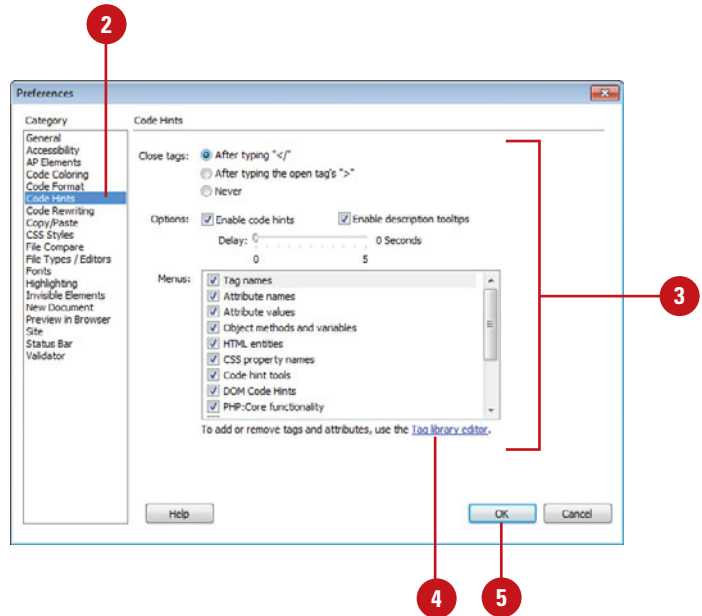 2
Preferences
Category
Code Hints
General
Accessibility
AP Elements
Code Coloring
Code Format
Code Hints
Code Rewriting
Copy/Paste
CSS Styles
File Compare
File Types / Editors
Fonts
Highlighting
Invisible Elements
New Document
Preview in Browser
Site
Status Bar
Validator
Close tags:
After typing "</"
After typing the open tag's ">"
Never
Options:
Enable code hints
Enable description tooltips
Delay:
0 Seconds
0
5
Menus:
Tag names
Attribute names
Attribute values
Object methods and variables
HTML entities
CSS property names
Code hint tools
DOM Code Hints
PHP:Core functionality
To add or remove tags and attributes, use the Tag library editor.
3
Help
OK
Cancel
4
5